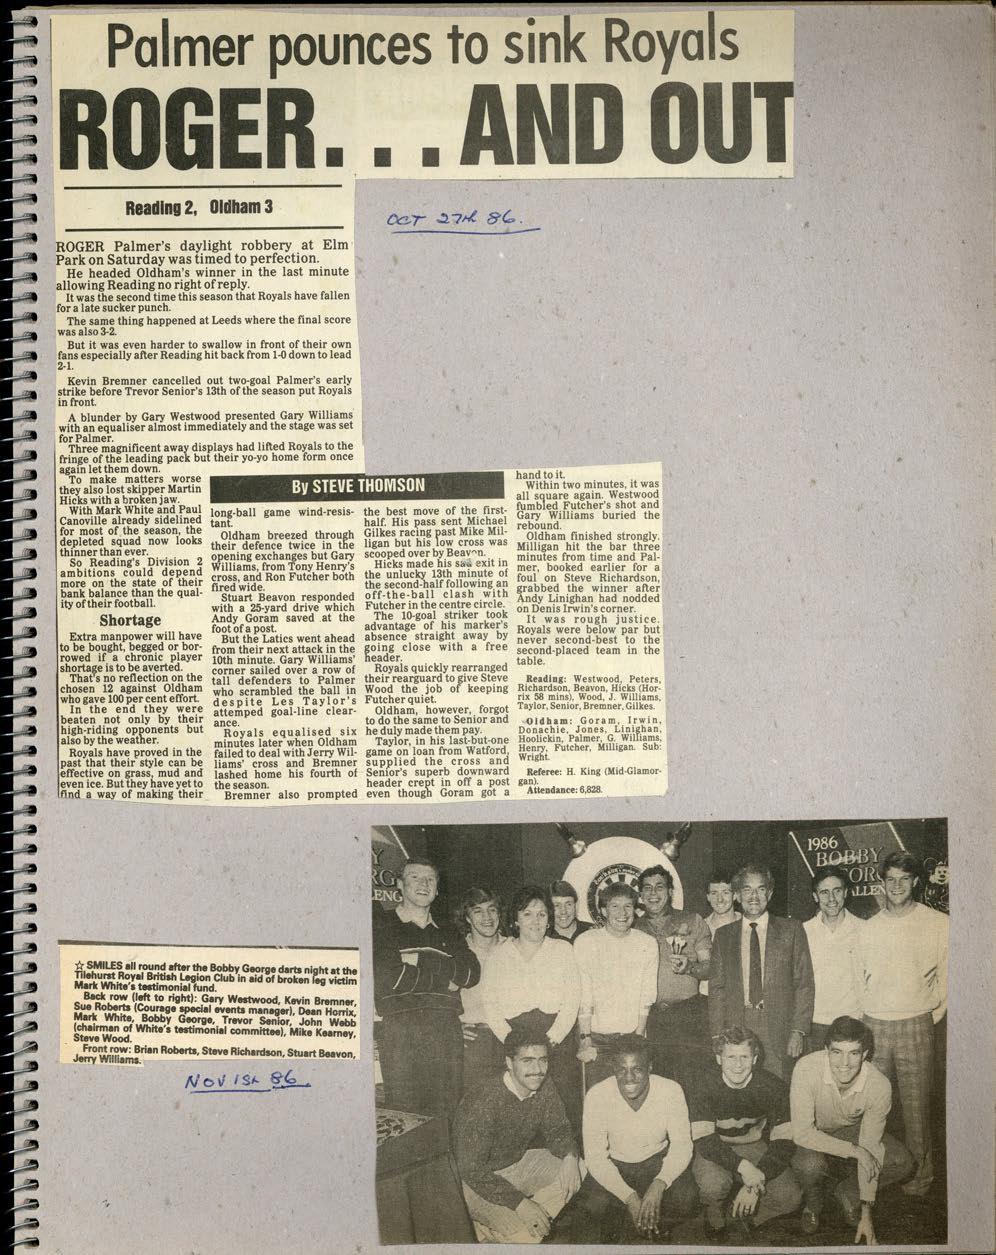 Palmer pounces to sink Royals
ROGER. . . AND OUT
Reading 2, Oldham 3
OCT 27th 86.
ROGER Palmer's daylight robbery at Elm
Park on Saturday was timed to perfection.
He headed Oldham's winner in the last minute
allowing Reading no right of reply.
It was the second time this season that Royals have fallen
for a late sucker punch.
The same thing happened at Leeds where the final score
was also 3-2.
But it was even harder to swallow in front of their own
fans especially after Reading hit back from 1-0 down to lead
2-1.
Kevin Bremner cancelled out two-goal Palmer's early
strike before Trevor Senior's 13th of the season put Royals
in front.
A blunder by Gary Westwood presented Gary Williams
with an equaliser almost immediately and the stage was set
for Palmer.
Three magnificent away displays had lifted Royals to the
fringe of the leading pack but their yo-yo home form once
again let them down.
To make matters worse
they also lost skipper Martin
Hicks with a broken jaw.
With Mark White and Paul
Canoville already sidelined
for most of the season, the
depleted squad now looks
thinner than ever.
So Reading's Division 2
ambitions could depend
more on the state of their
bank balance than the qual-
ity of their football.
Shortage
Extra manpower will have
to be bought, begged or bor-
rowed if a chronic player
shortage is to be averted.
That's no reflection on the
chosen 12 against Oldham
who gave 100 per cent effort.
In the end they were
beaten not only by their
high-riding opponents but
also by the weather.
Royals have proved in the
past that their style can be
effective on grass, mud and
even ice. But they have yet to
find a way of making their
By STEVE THOMSON
long-ball game wind-resis-
tant.
Oldham breezed through
their defence twice in the
opening exchanges but Gary
Williams, from Tony Henry's
cross, and Ron Futcher both
fired wide.
Stuart Beavon responded
with a 25-yard drive which
Andy Goram saved at the
foot of a post.
But the Latics went ahead
from their next attack in the
10th minute. Gary Williams'
corner sailed over a row of
tall defenders to Palmer
who scrambled the ball in
despite Les Taylor's
attemped goal-line clear-
ance.
Royals equalised six
minutes later when Oldham
failed to deal with Jerry Wil-
liams' cross and Bremner
lashed home his fourth of
the season.
Bremner also prompted
the best move of the first-
half. His pass sent Michael
Gilkes racing past Mike Mil-
ligan but his low cross was
scooped over by Beavon.
Hicks made his sad exit in
the unlucky 13th minute of
the second-half following an
off-the-ball clash with
Futcher in the centre circle.
The 10-goal striker took
advantage of his marker's
absence straight away by
going close with a free
header.
Royals quickly rearranged
their rearguard to give Steve
Wood the job of keeping
Futcher quiet.
Oldham, however, forgot
to do the same to Senior and
he duly made them pay.
Taylor, in his last-but-one
game on loan from Watford,
supplied the cross and
Senior's superb downward
header crept in off a post
even though Goram got a
hand to it.
Within two minutes, it was
all square again. Westwood
fumbled Futcher's shot and
Gary Williams buried the
rebound.
Oldham finished strongly.
Milligan hit the bar three
minutes from time and Pal-
mer, booked earlier for a
foul on Steve Richardson,
grabbed the winner after
Andy Linighan had nodded
on Denis Irwin's corner.
It was rough justice.
Royals were below par but
never second-best to the
second-placed team in the
table.
Reading: Westwood, Peters,
Richardson, Beavon, Hicks (Hor-
rix 58 mins), Wood, J. Williams,
Taylor, Senior, Bremner, Gilkes.
Oldham: Goram, Irwin,
Donachie, Jones, Linighan,
Hoolickin, Palmer, G. Williams,
Henry, Futcher, Milligan. Sub:
Wright.
Referee: H. King (Mid-Glamor-
gan).
Attendance: 6,828.
☆ SMILES all round after the Bobby George darts night at the
Tilehurst Royal British Legion Club in aid of broken leg victim
Mark White's testimonial fund.
Back row (left to right): Gary Westwood, Kevin Bremner,
Sue Roberts (Courage special events manager), Dean Horrix,
Mark White, Bobby George, Trevor Senior, John Webb
(chairman of White's testimonial committee), Mike Kearney,
Steve Wood.
Front row: Brian Roberts, Steve Richardson, Stuart Beavon,
Jerry Williams.
NOV 1st 86.
1986
BOBBY